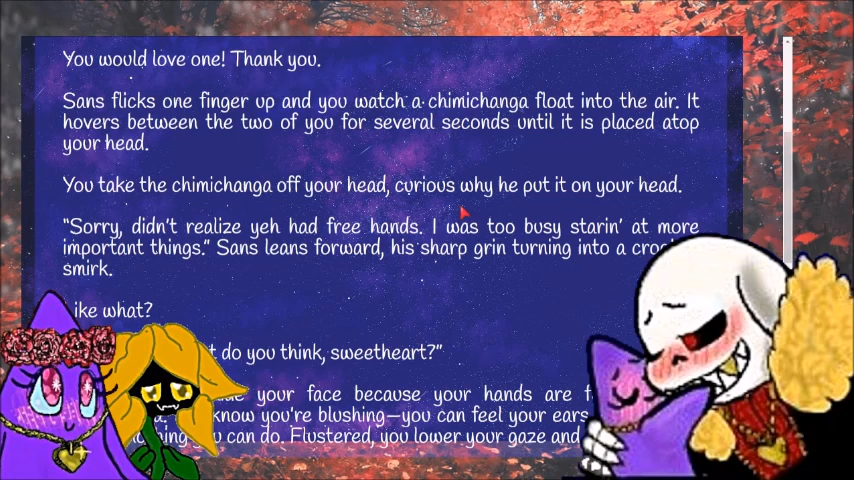 You would love one! Thank you.
Sans flicks one finger up and you watch a chimichanga float into the air. It
hovers between the two of you for several seconds until it is placed atop
your head.
You take the chimichanga off your head, curious why he put it on your head.
"Sorry, didn't realize yeh had free hands. I was too busy starin' at more
important things." Sans leans forward, his sharp grin turning into a
smirk.
ike what?
do you think, sweetheart?"
your face because your hands are
know you're blushing—you can feel your ears
you can do. Flustered, you lower your gaze and